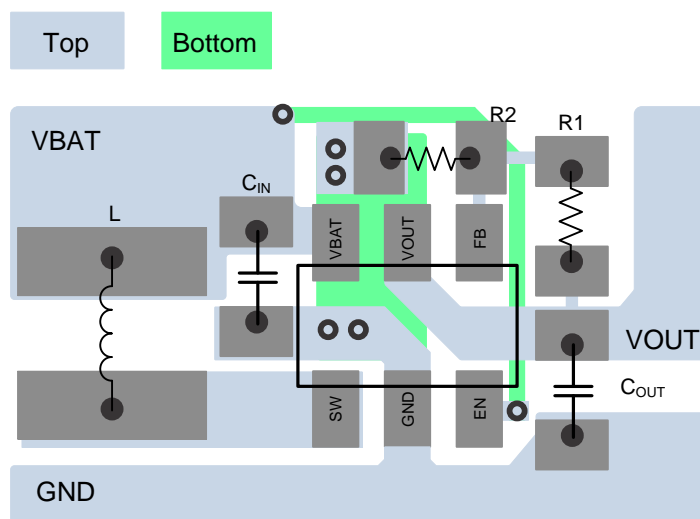 Top
Bottom
VBAT
R2
R1
CIN
L
VBAT
VOUT
FB
VOUT
SW
GND
EN
COUT
GND